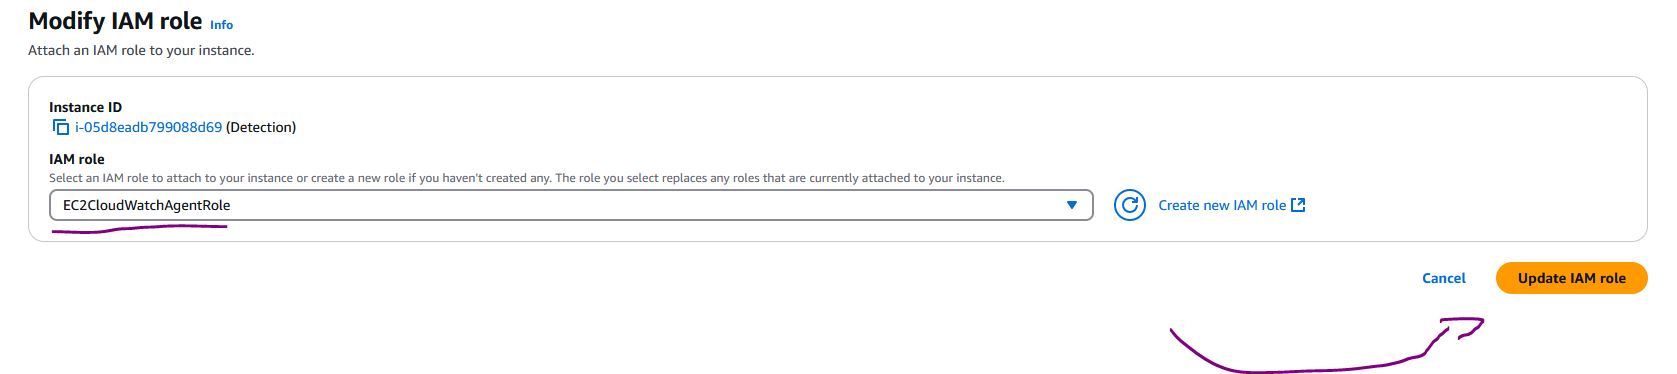 Modify IAM role Info
Attach an IAM role to your instance.
Instance ID
i-05d8eadb799088d69 (Detection)
IAM role
Select an IAM role to attach to your instance or create a new role if you haven't created any. The role you select replaces any roles that are currently attached to your instance.
EC2CloudWatchAgentRole
Create new IAM role
Cancel
Update IAM role